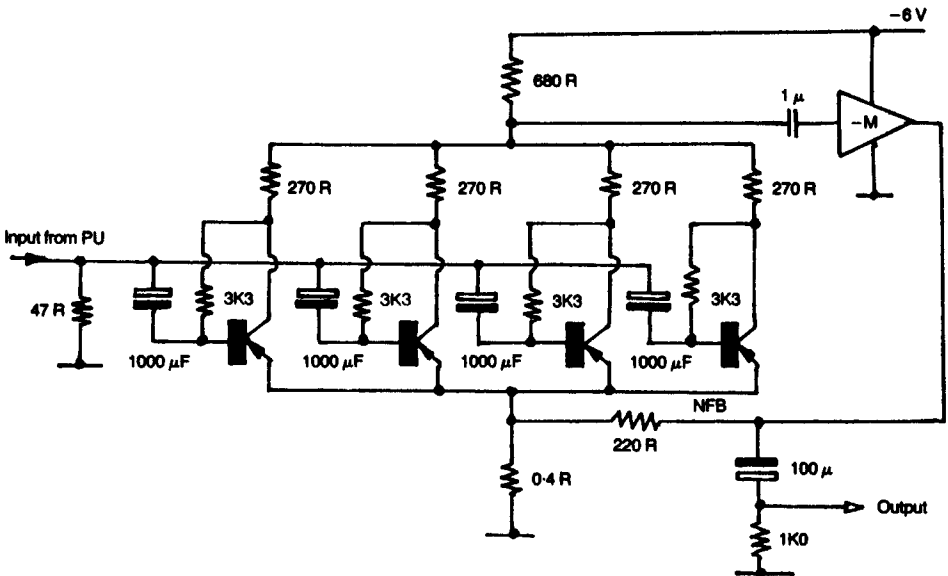 −6 V
680 R
1 μ
−M
270 R
270 R
270 R
270 R
Input from PU
47 R
3K3
3K3
3K3
3K3
1000 μF
1000 μF
1000 μF
1000 μF
NFB
220 R
0·4 R
100 μ
Output
1K0